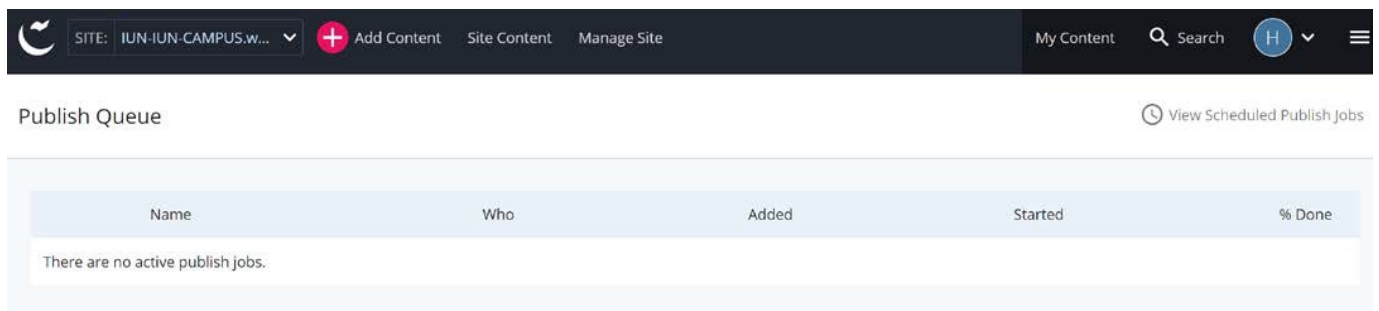 SITE: IUN-IUN-CAMPUS.w... Add Content Site Content Manage Site My Content Search H
Publish Queue View Scheduled Publish Jobs
Name Who Added Started % Done
There are no active publish jobs.